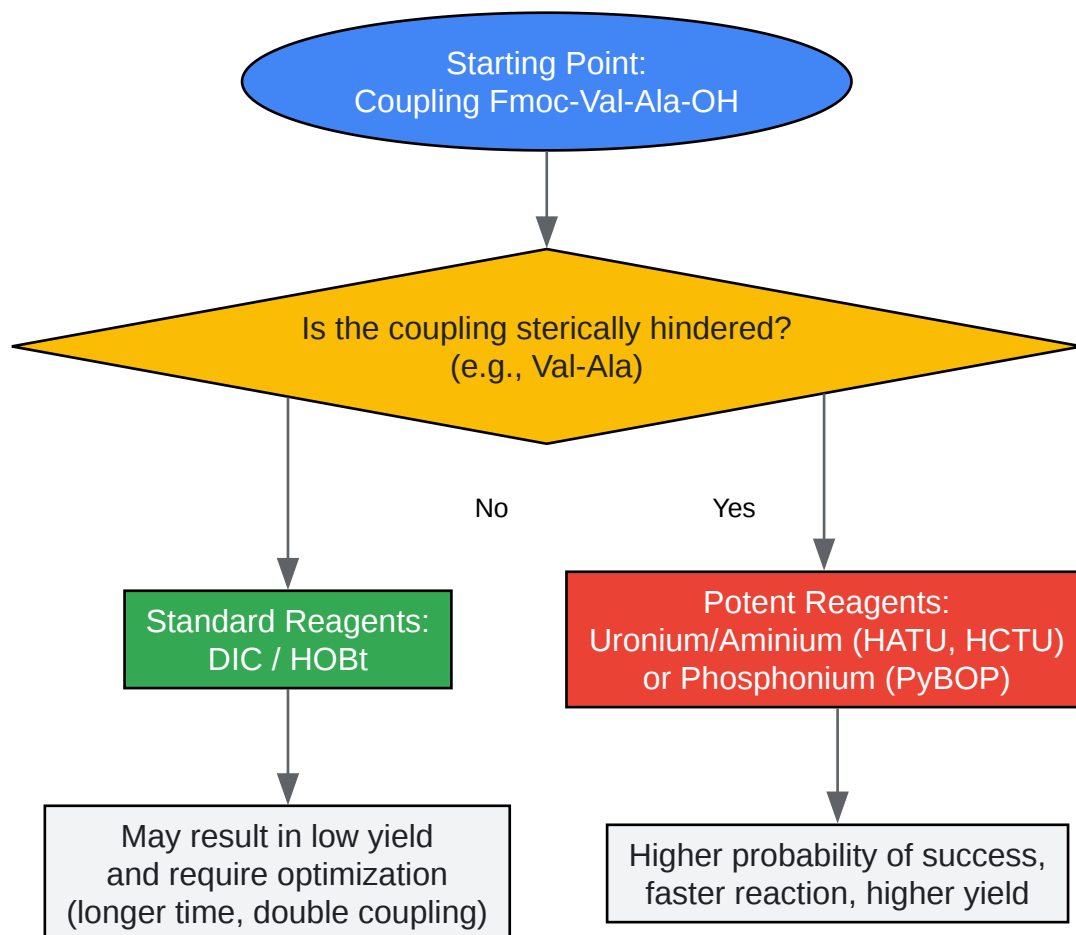 Starting Point:
Coupling Fmoc-Val-Ala-OH
Is the coupling sterically hindered?
(e.g., Val-Ala)
No
Yes
Standard Reagents:
DIC / HOBt
Potent Reagents:
Uronium/Aminium (HATU, HCTU)
or Phosphonium (PyBOP)
May result in low yield
and require optimization
(longer time, double coupling)
Higher probability of success,
faster reaction, higher yield